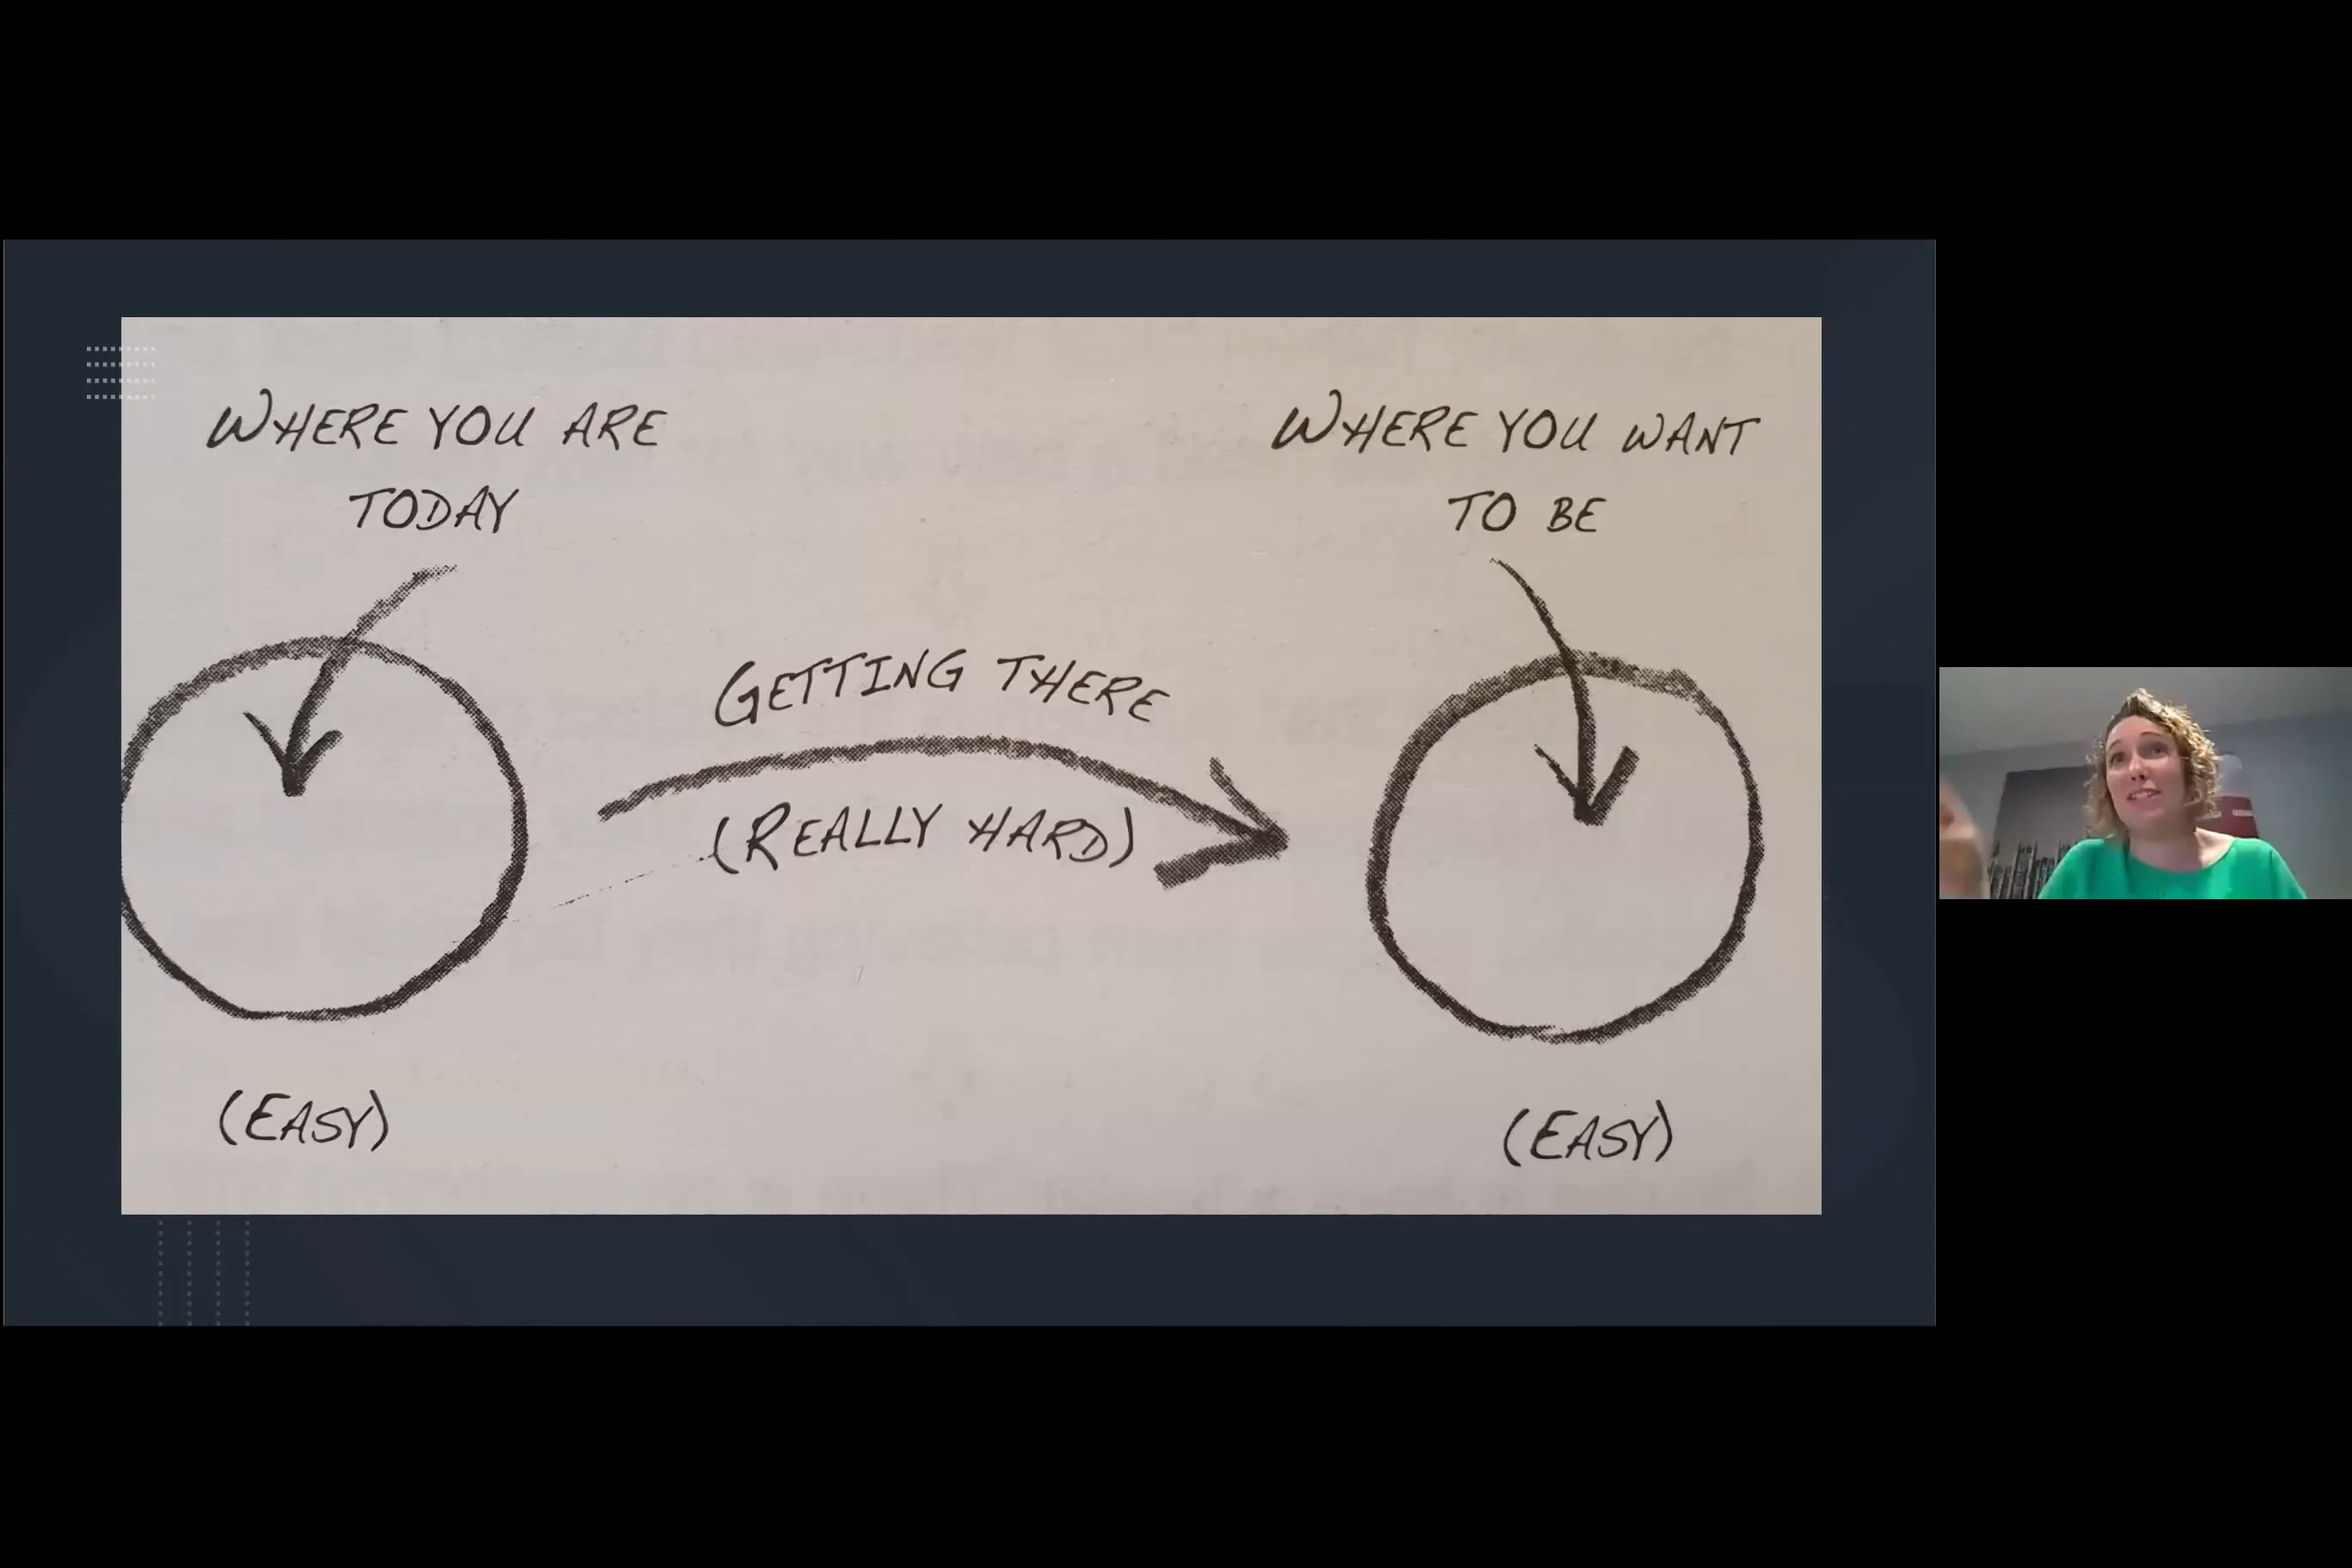 WHERE YOU ARE
TODAY
(EASY)
GETTING THERE
(REALLY HARD)
WHERE YOU WANT
TO BE
(EASY)